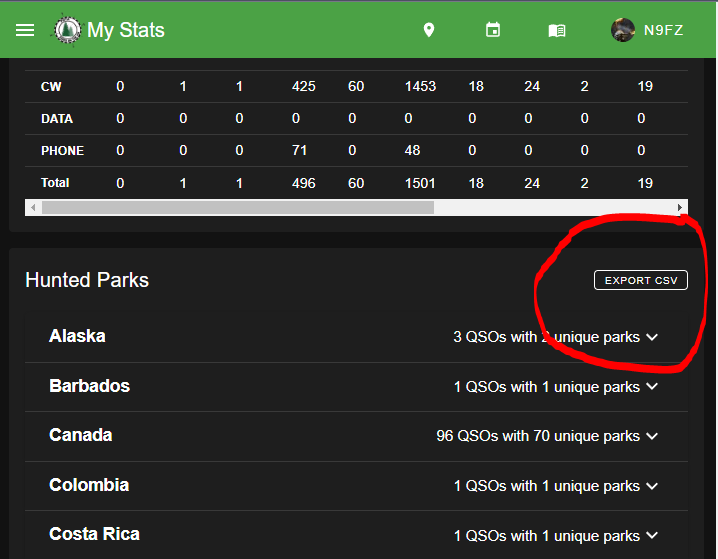 My Stats N9FZ
CW 0 1 1 425 60 1453 18 24 2 19
DATA 0 0 0 0 0 0 0 0 0 0
PHONE 0 0 0 71 0 48 0 0 0 0
Total 0 1 1 496 60 1501 18 24 2 19
Hunted Parks EXPORT CSV
Alaska 3 QSOs with 2 unique parks
Barbados 1 QSOs with 1 unique parks
Canada 96 QSOs with 70 unique parks
Colombia 1 QSOs with 1 unique parks
Costa Rica 1 QSOs with 1 unique parks